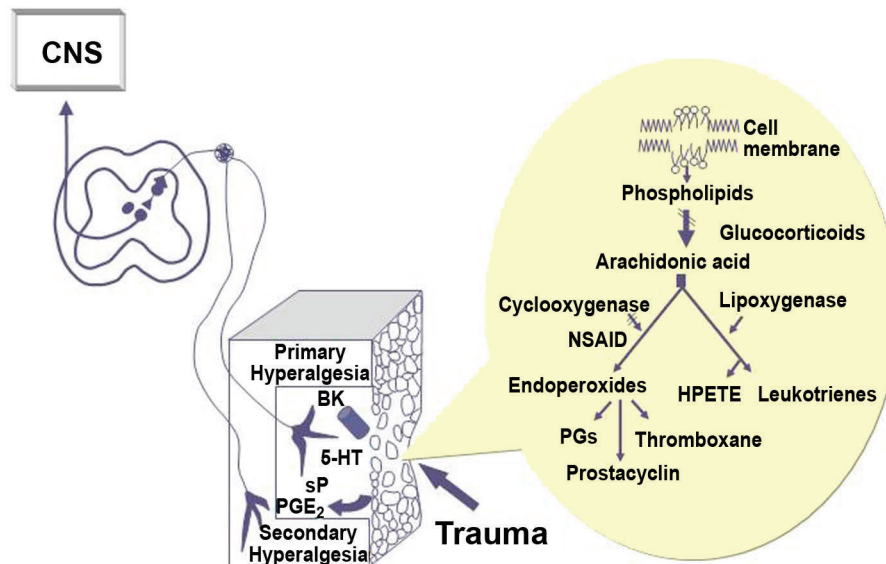 CNS
Primary
Hyperalgesia
BK
5-HT
sP
PGE₂
Secondary
Hyperalgesia
Trauma
Cell
membrane
Phospholipids
Glucocorticoids
Arachidonic acid
Cyclooxygenase
Lipoxygenase
NSAID
Endoperoxides
HPETE
Leukotrienes
PGs
Thromboxane
Prostacyclin